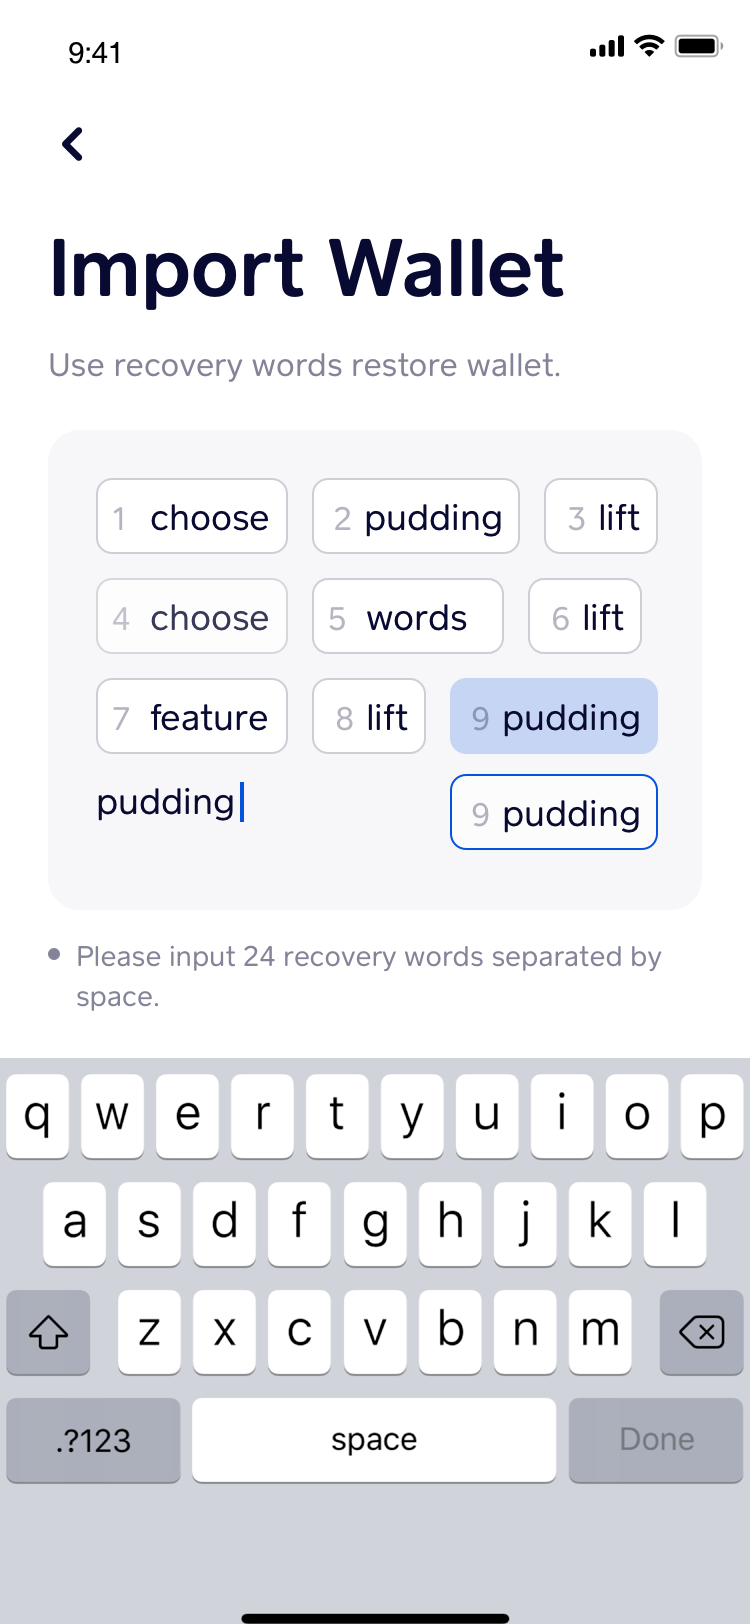 9:41
Import Wallet
Use recovery words restore wallet.
1 choose 2 pudding 3 lift
4 choose 5 words 6 lift
7 feature 8 lift 9 pudding
pudding 9 pudding
Please input 24 recovery words separated by
space.
q w e r t y u i o p
a s d f g h j k l
z x c v b n m
.?123 space Done